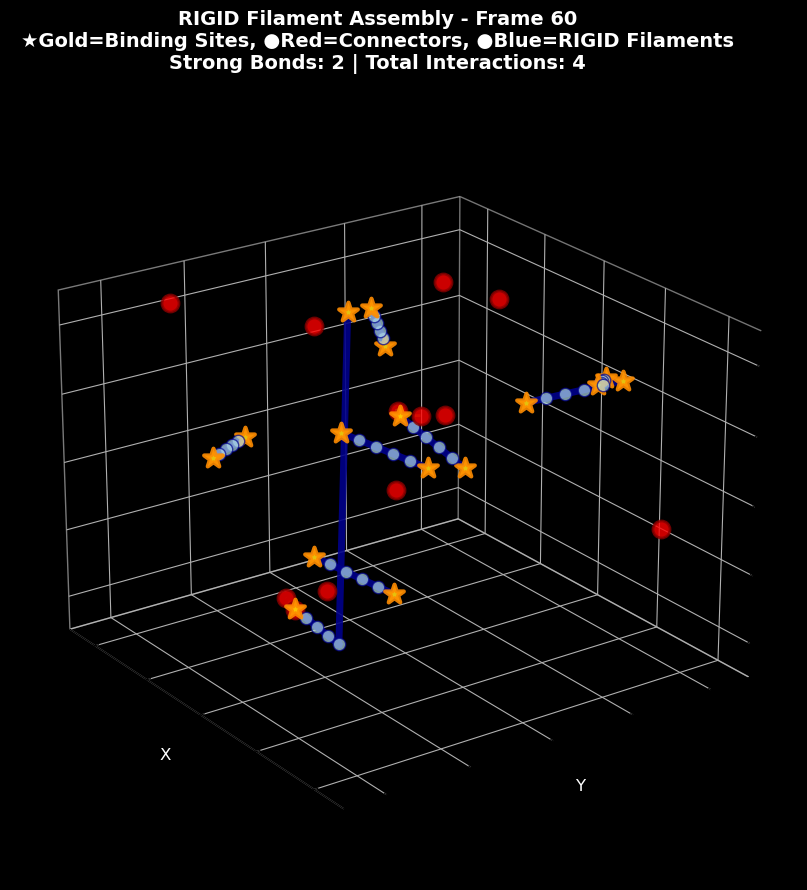 RIGID Filament Assembly - Frame 60
★Gold=Binding Sites, ●Red=Connectors, ●Blue=RIGID Filaments
Strong Bonds: 2 | Total Interactions: 4
X
Y